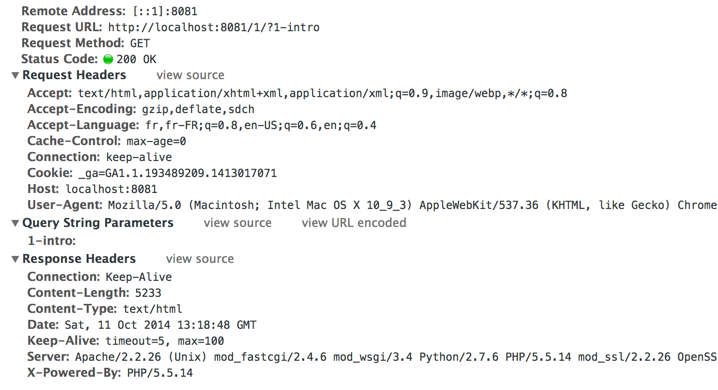 Remote Address: [::1]:8081
Request URL: http://localhost:8081/1/?1-intro
Request Method: GET
Status Code: 200 OK
Request Headers view source
Accept: text/html,application/xhtml+xml,application/xml;q=0.9,image/webp,*/*;q=0.8
Accept-Encoding: gzip,deflate,sdch
Accept-Language: fr,fr-FR;q=0.8,en-US;q=0.6,en;q=0.4
Cache-Control: max-age=0
Connection: keep-alive
Cookie: _ga=GA1.1.193489209.1413017071
Host: localhost:8081
User-Agent: Mozilla/5.0 (Macintosh; Intel Mac OS X 10_9_3) AppleWebKit/537.36 (KHTML, like Gecko) Chrome
Query String Parameters view source view URL encoded
1-intro:
Response Headers view source
Connection: Keep-Alive
Content-Length: 5233
Content-Type: text/html
Date: Sat, 11 Oct 2014 13:18:48 GMT
Keep-Alive: timeout=5, max=100
Server: Apache/2.2.26 (Unix) mod_fastcgi/2.4.6 mod_wsgi/3.4 Python/2.7.6 PHP/5.5.14 mod_ssl/2.2.26 OpenSS
X-Powered-By: PHP/5.5.14